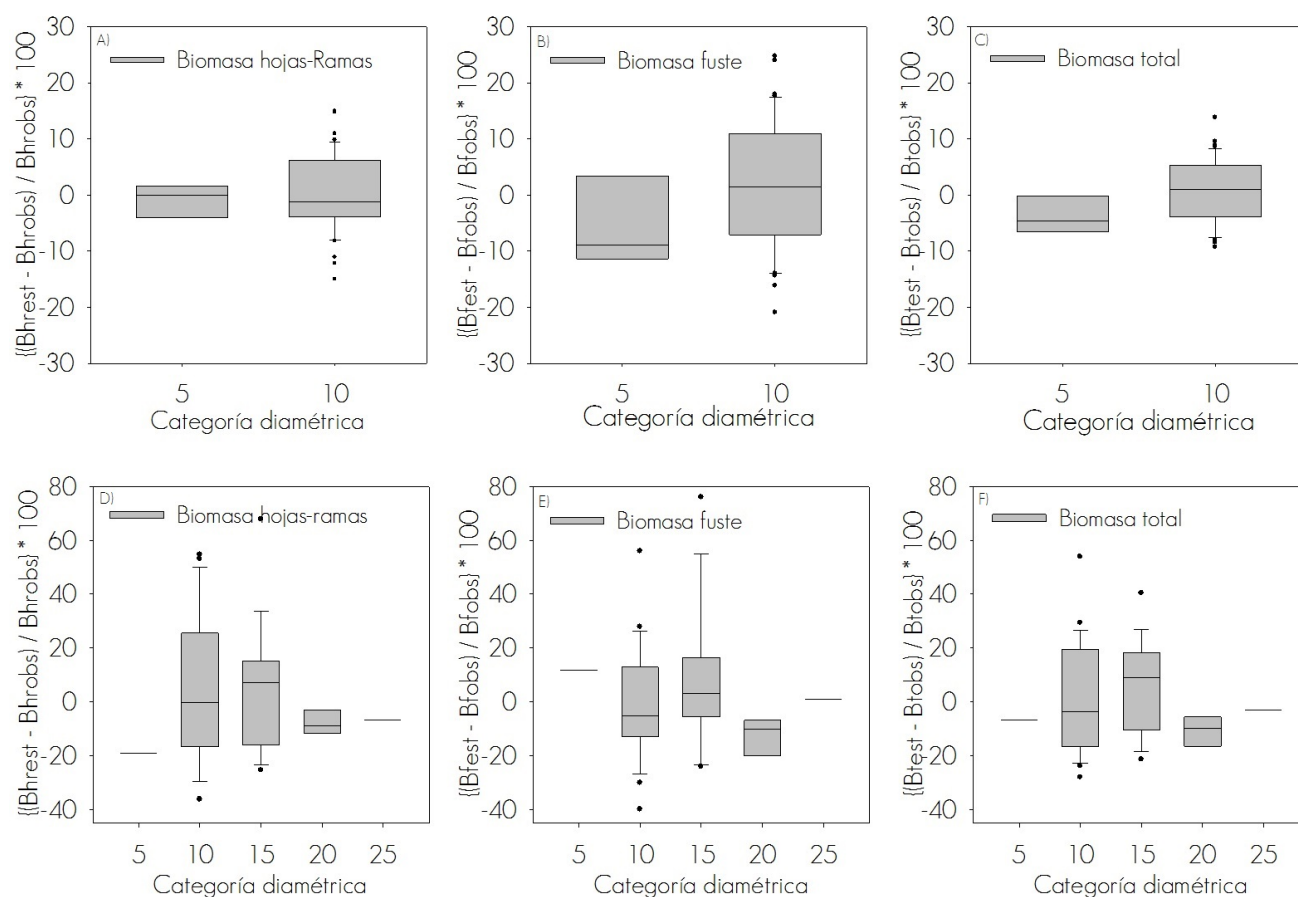 A)
Biomasa hojas-Ramas
{(Bhrest - Bhrobs) / Bhrobs} * 100
30
20
10
0
-10
-20
-30
5 10
Categoría diamétrica
B)
Biomasa fuste
{(Bfest - Bfobs) / Bfobs} * 100
30
20
10
0
-10
-20
-30
5 10
Categoría diamétrica
C)
Biomasa total
{(Btest - Btobs) / Btobs} * 100
30
20
10
0
-10
-20
-30
5 10
Categoría diamétrica
D)
Biomasa hojas-ramas
{(Bhrest - Bhrobs) / Bhrobs} * 100
80
60
40
20
0
-20
-40
5 10 15 20 25
Categoría diamétrica
E)
Biomasa fuste
{(Bfest - Bfobs) / Bfobs} * 100
80
60
40
20
0
-20
-40
5 10 15 20 25
Categoría diamétrica
F)
Biomasa total
{(Btest - Btobs) / Btobs} * 100
80
60
40
20
0
-20
-40
5 10 15 20 25
Categoría diamétrica